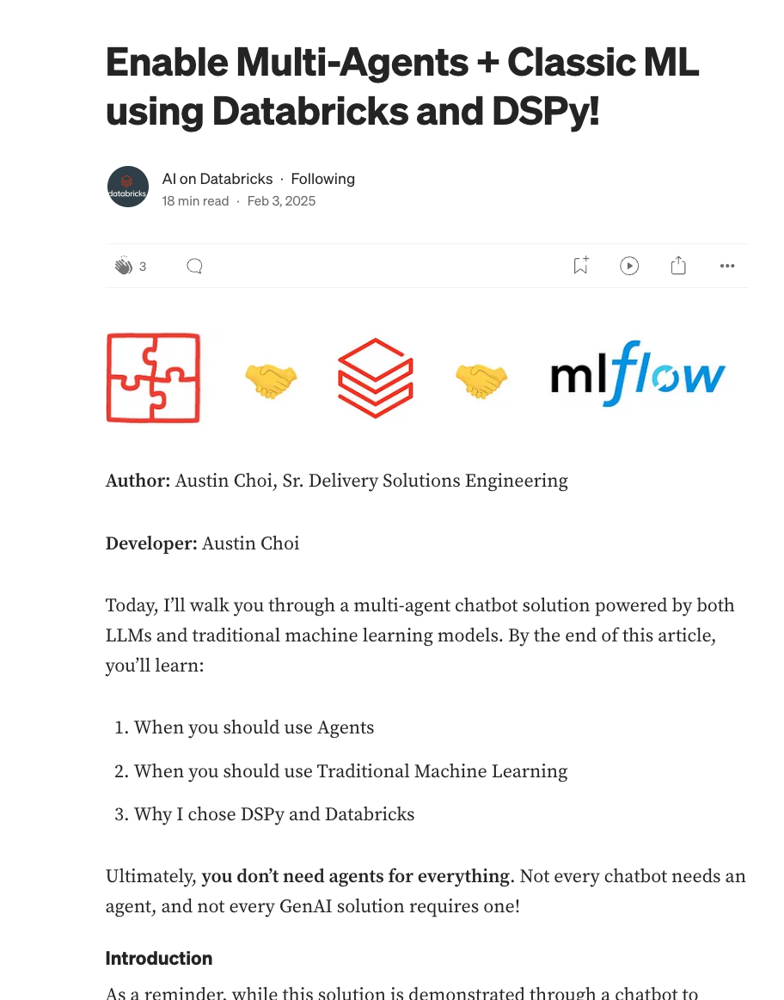 Enable Multi-Agents + Classic ML
using Databricks and DSPy!
databricks
AI on Databricks · Following
18 min read · Feb 3, 2025
3
mlflow
Author: Austin Choi, Sr. Delivery Solutions Engineering
Developer: Austin Choi
Today, I’ll walk you through a multi-agent chatbot solution powered by both
LLMs and traditional machine learning models. By the end of this article,
you’ll learn:
1. When you should use Agents
2. When you should use Traditional Machine Learning
3. Why I chose DSPy and Databricks
Ultimately, you don’t need agents for everything. Not every chatbot needs an
agent, and not every GenAI solution requires one!
Introduction
As a reminder, while this solution is demonstrated through a chatbot to